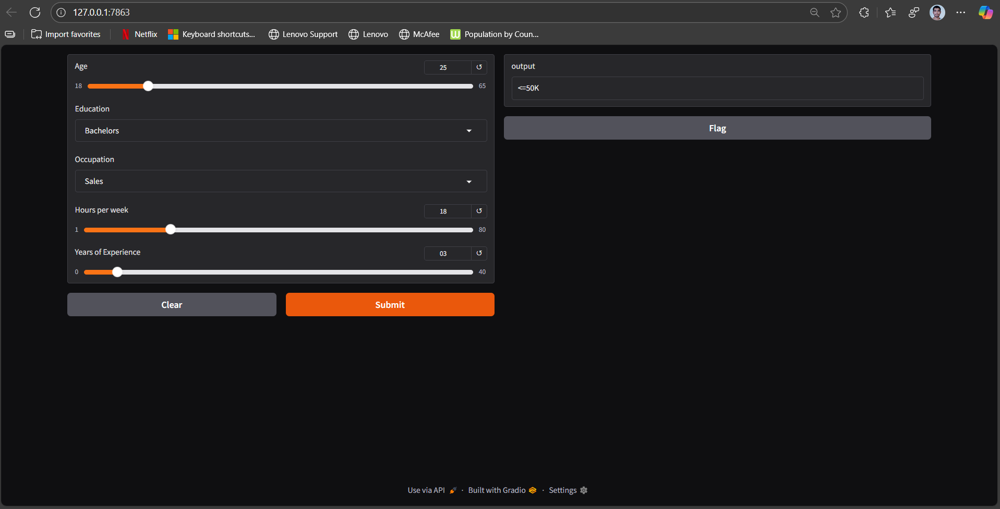 127.0.0.1:7863
Import favorites
Netflix
Keyboard shortcuts...
Lenovo Support
Lenovo
McAfee
Population by Coun...
Age
25
18
65
Education
Bachelors
Occupation
Sales
Hours per week
18
1
80
Years of Experience
03
0
40
Clear
Submit
output
<=50K
Flag
Use via API · Built with Gradio · Settings